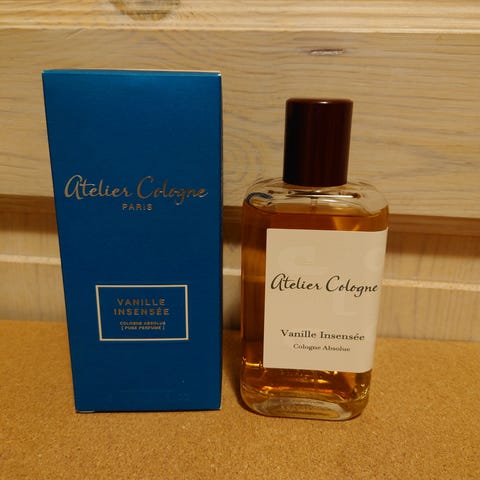 Atelier Cologne
PARIS
VANILLE
INSENSÉE
COLOGNE ABSOLUE
[ PURE PERFUME ]
Atelier Cologne
Vanille Insensée
Cologne Absolue